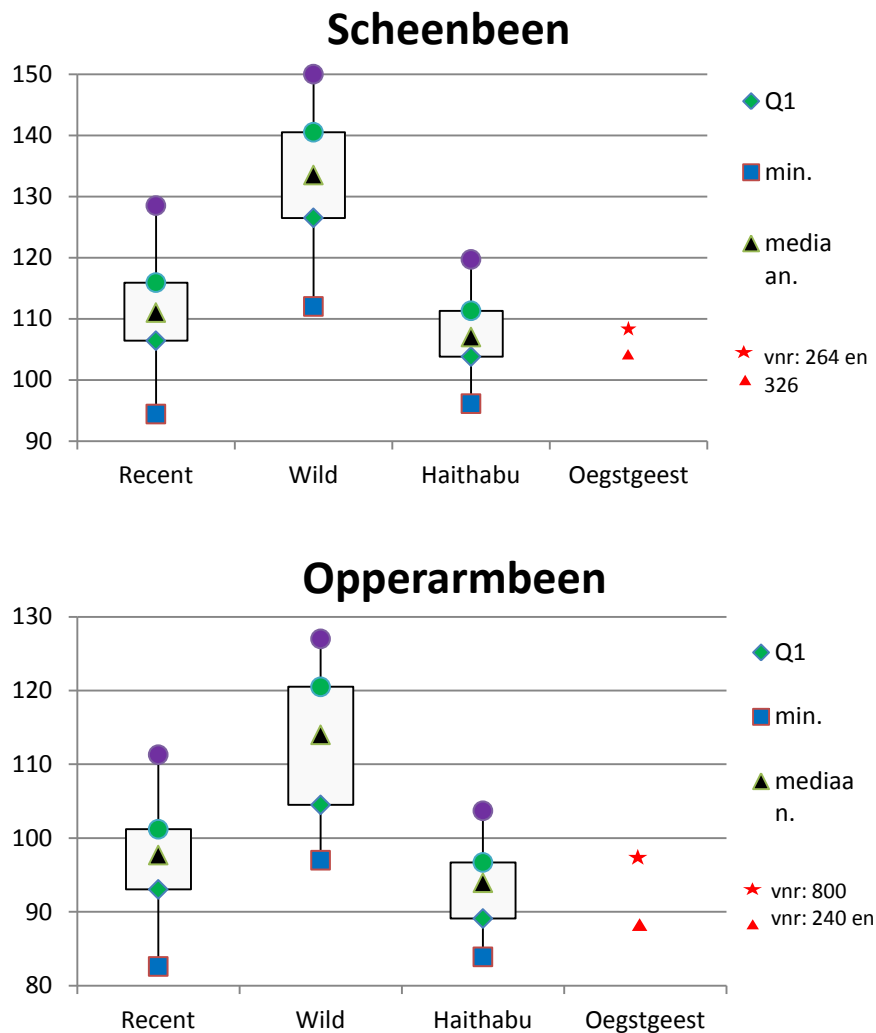 Scheenbeen
150
140
130
120
110
100
90
Recent Wild Haithabu Oegstgeest
Q1
min.
media
an.
vnr: 264 en
326
Opperarmbeen
130
120
110
100
90
80
Recent Wild Haithabu Oegstgeest
Q1
min.
mediaa
n.
vnr: 800
vnr: 240 en